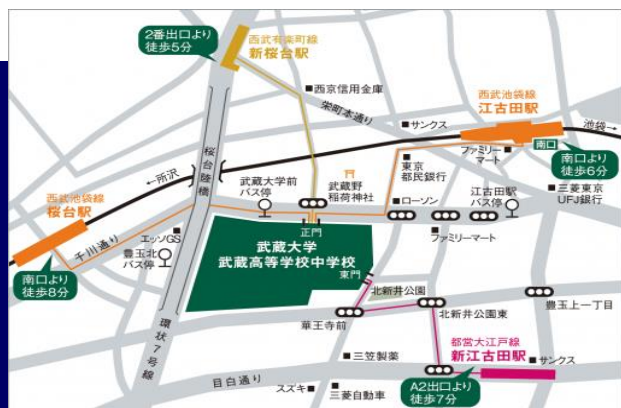 2番出口より
徒歩5分
西武有楽町線
新桜台駅
西京信用金庫
栄町本通り
サンクス
西武池袋線
江古田駅
池袋→
南口
ファミリー
マート
南口より
徒歩6分
←所沢
桜台陸橋
武蔵大学前
バス停
武蔵野
稲荷神社
東京
都民銀行
ローソン
江古田駅
バス停
三菱東京
UFJ銀行
西武池袋線
桜台駅
千川通り
エッソGS
豊玉北
バス停
正門
武蔵大学
武蔵高等学校中学校
ファミリーマート
東門
南口より
徒歩8分
北新井公園
華王寺前
北新井公園東
豊玉上一丁目
環状7号線
都営大江戸線
新江古田駅
サンクス
三笠製薬
目白通り
スズキ
三菱自動車
A2出口より
徒歩7分